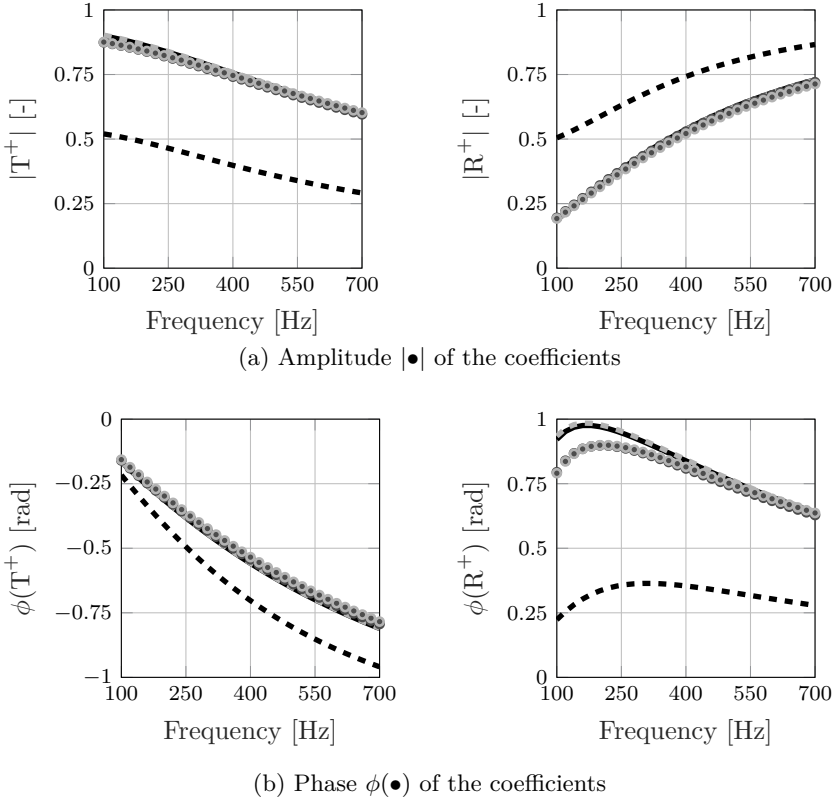 1
0.75
0.5
0.25
0
100 250 400 550 700
|T⁺| [-]
Frequency [Hz]
1
0.75
0.5
0.25
0
100 250 400 550 700
|R⁺| [-]
Frequency [Hz]
(a) Amplitude |•| of the coefficients
0
−0.25
−0.5
−0.75
−1
100 250 400 550 700
ϕ(T⁺) [rad]
Frequency [Hz]
1
0.75
0.5
0.25
0
100 250 400 550 700
ϕ(R⁺) [rad]
Frequency [Hz]
(b) Phase ϕ(•) of the coefficients